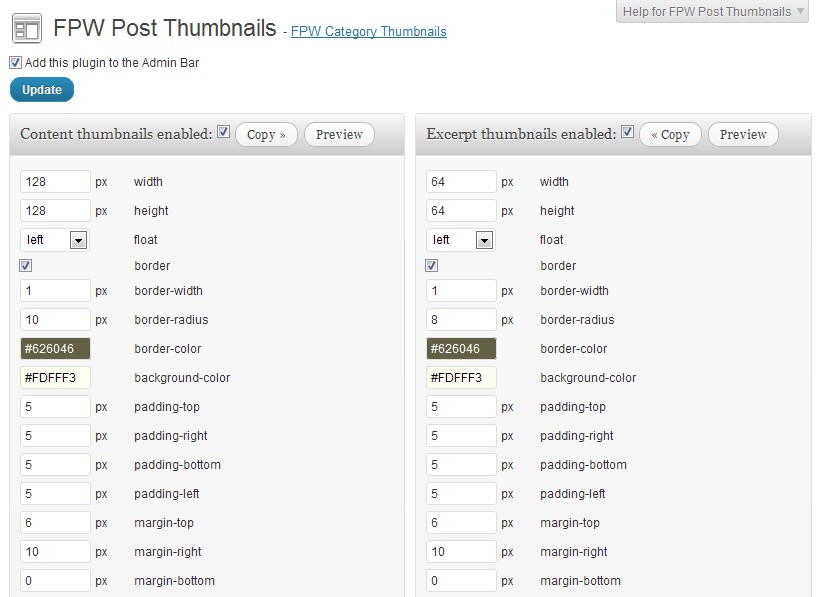 FPW Post Thumbnails - FPW Category Thumbnails
Help for FPW Post Thumbnails
Add this plugin to the Admin Bar
Update
Content thumbnails enabled: Copy » Preview
128 px width
128 px height
left float
border
1 px border-width
10 px border-radius
#626046 border-color
#FDFFF3 background-color
5 px padding-top
5 px padding-right
5 px padding-bottom
5 px padding-left
6 px margin-top
10 px margin-right
0 px margin-bottom
Excerpt thumbnails enabled: « Copy Preview
64 px width
64 px height
left float
border
1 px border-width
8 px border-radius
#626046 border-color
#FDFFF3 background-color
5 px padding-top
5 px padding-right
5 px padding-bottom
5 px padding-left
6 px margin-top
10 px margin-right
0 px margin-bottom